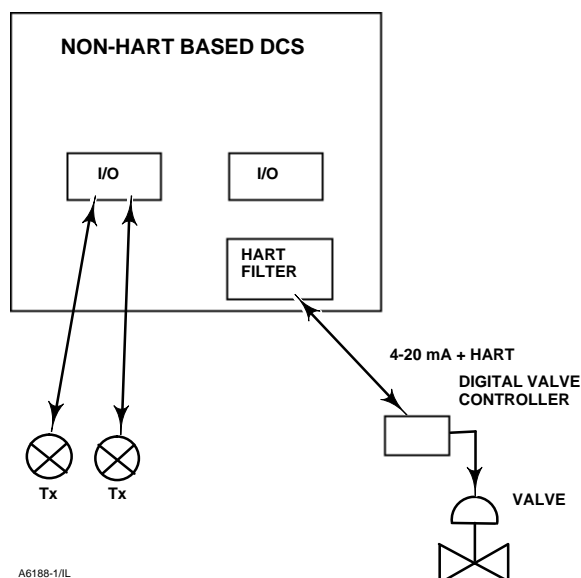 NON-HART BASED DCS
I/O
I/O
HART
FILTER
4-20 mA + HART
DIGITAL VALVE
CONTROLLER
Tx
Tx
VALVE
A6188-1/IL